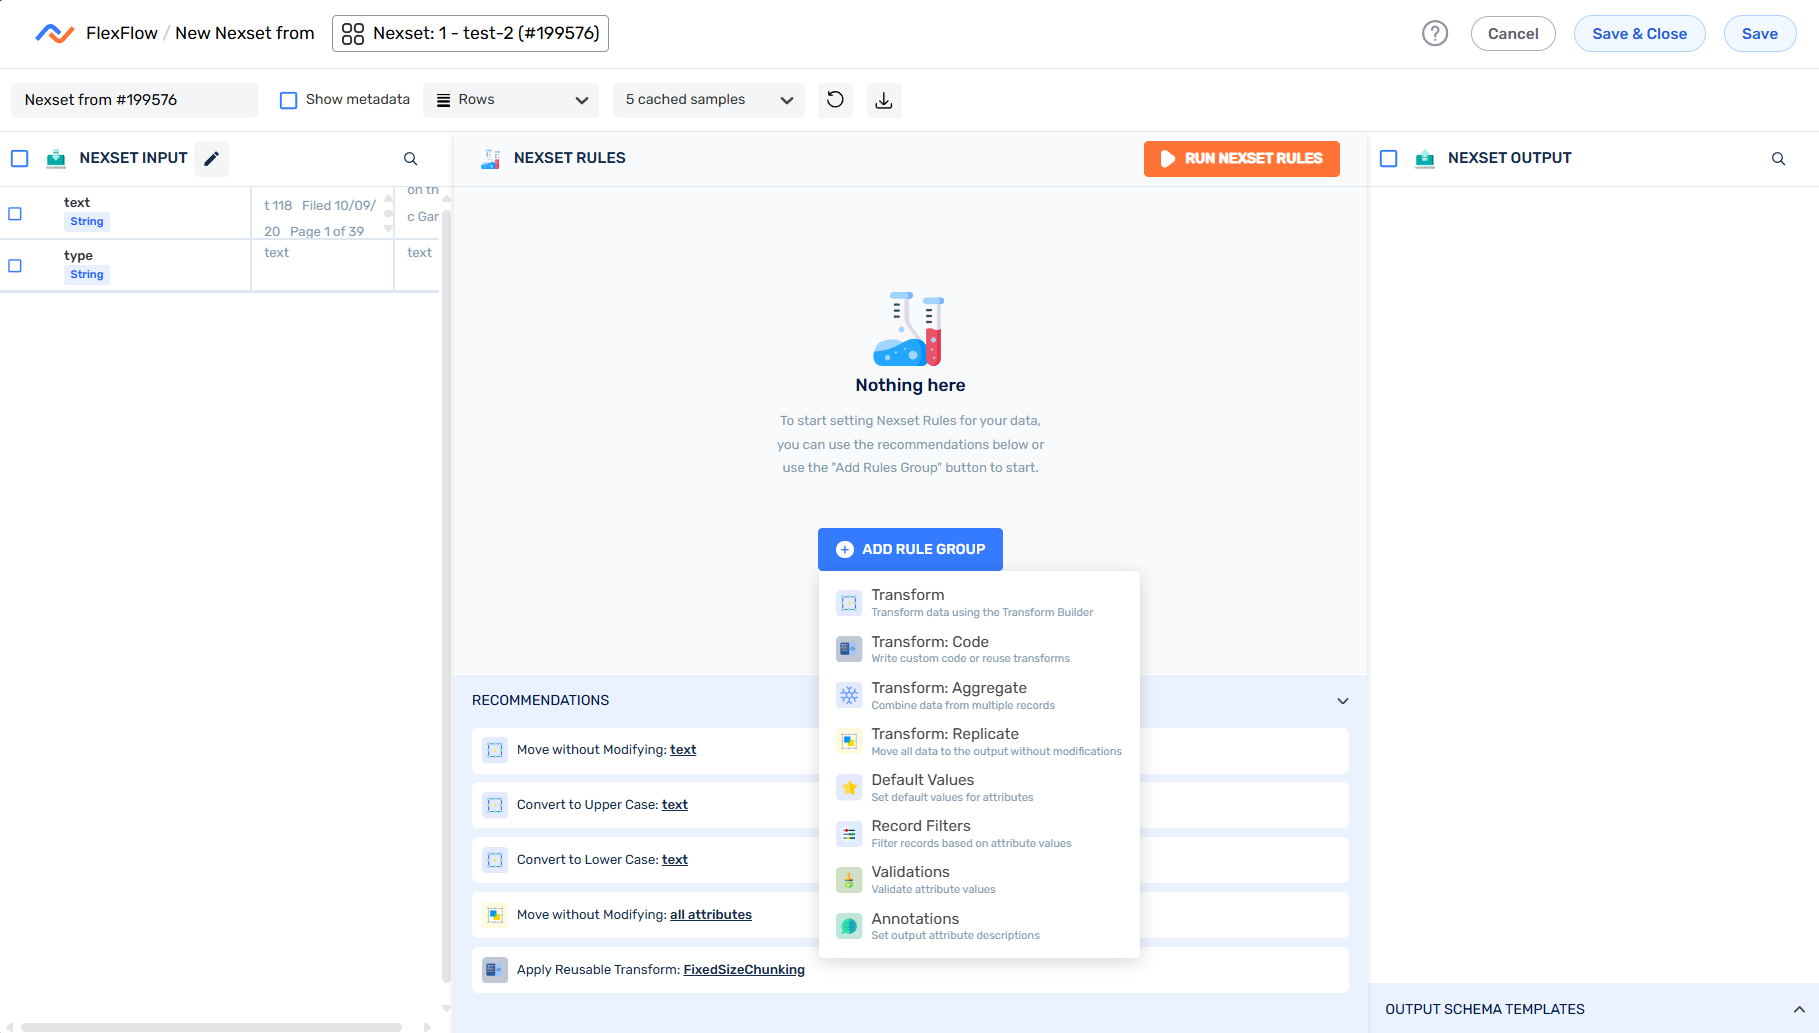 FlexFlow / New Nexset from
Nexset: 1 - test-2 (#199576)
Cancel
Save & Close
Save
Nexset from #199576
Show metadata
Rows
5 cached samples
NEXSET INPUT
NEXSET RULES
RUN NEXSET RULES
NEXSET OUTPUT
text
String
t 118 Filed 10/09/
20 Page 1 of 39
on th
c Gar
type
String
text
text
Nothing here
To start setting Nexset Rules for your data,
you can use the recommendations below or
use the "Add Rules Group" button to start.
ADD RULE GROUP
Transform
Transform data using the Transform Builder
Transform: Code
Write custom code or reuse transforms
Transform: Aggregate
Combine data from multiple records
Transform: Replicate
Move all data to the output without modifications
Default Values
Set default values for attributes
Record Filters
Filter records based on attribute values
Validations
Validate attribute values
Annotations
Set output attribute descriptions
RECOMMENDATIONS
Move without Modifying: text
Convert to Upper Case: text
Convert to Lower Case: text
Move without Modifying: all attributes
Apply Reusable Transform: FixedSizeChunking
OUTPUT SCHEMA TEMPLATES